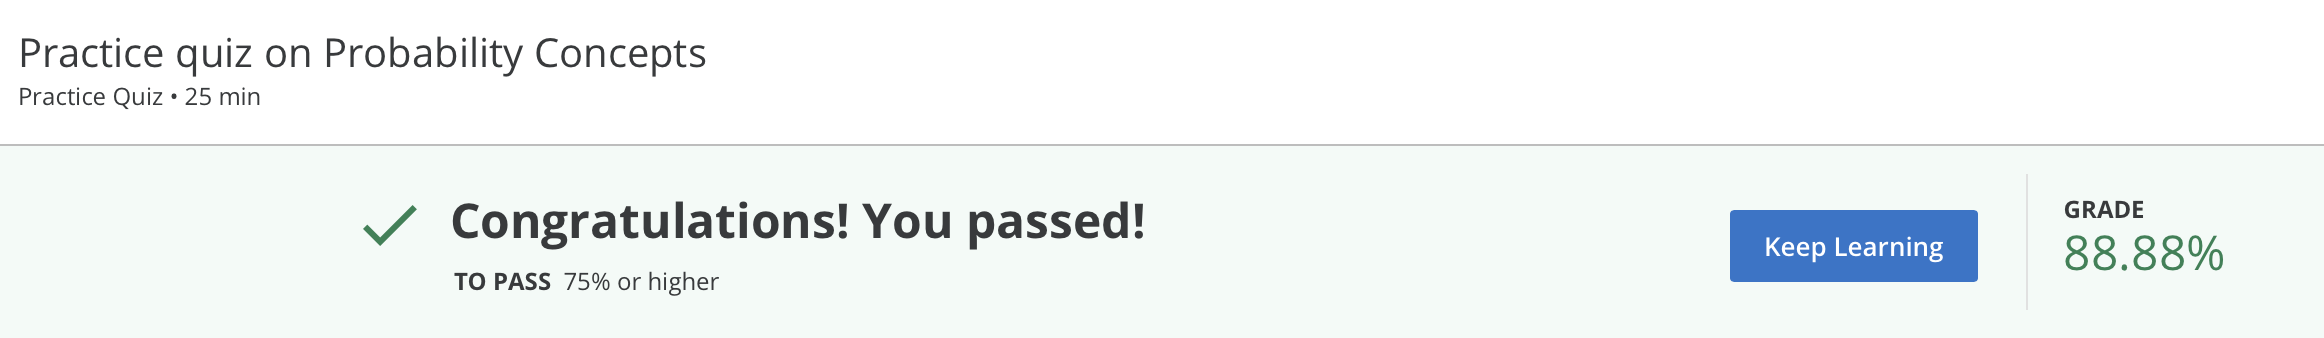 Practice quiz on Probability Concepts
Practice Quiz • 25 min
Congratulations! You passed!
TO PASS 75% or higher
Keep Learning
GRADE
88.88%